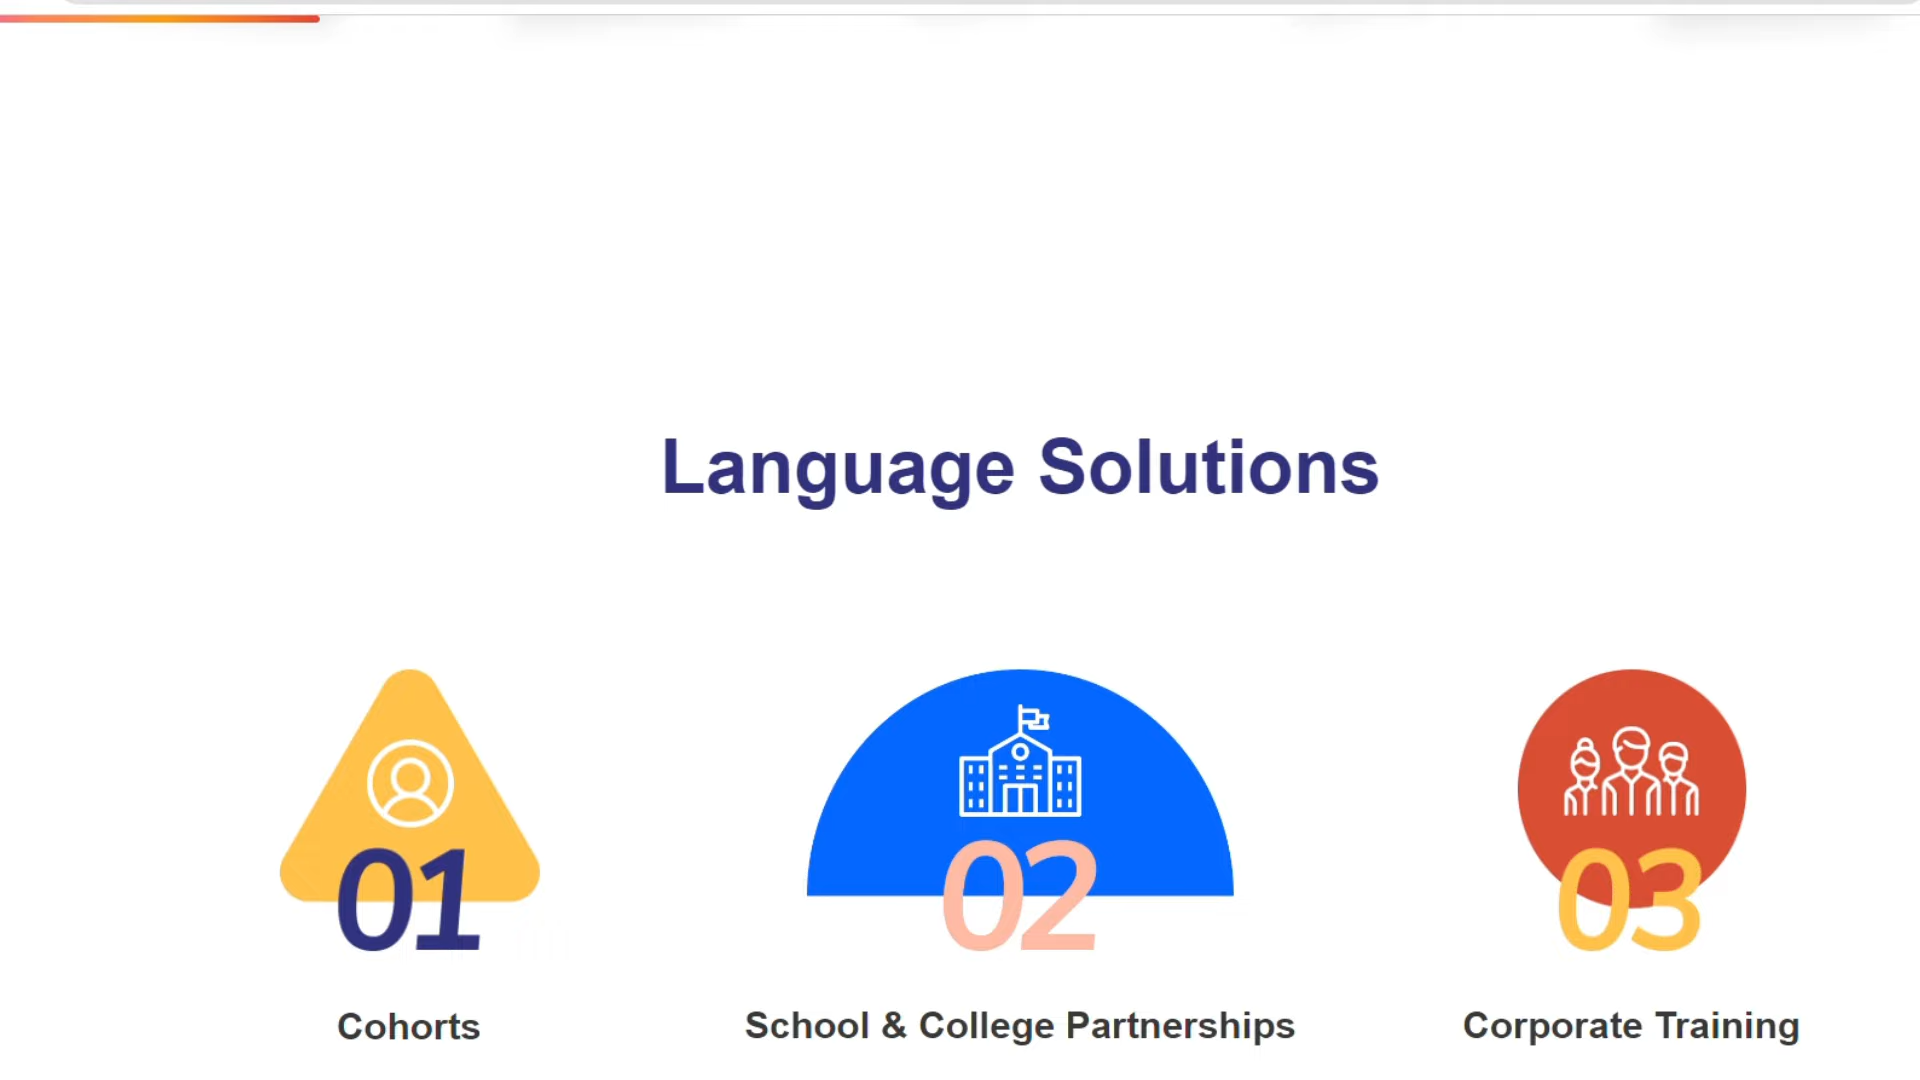 Language Solutions
01
02
03
Cohorts
School & College Partnerships
Corporate Training